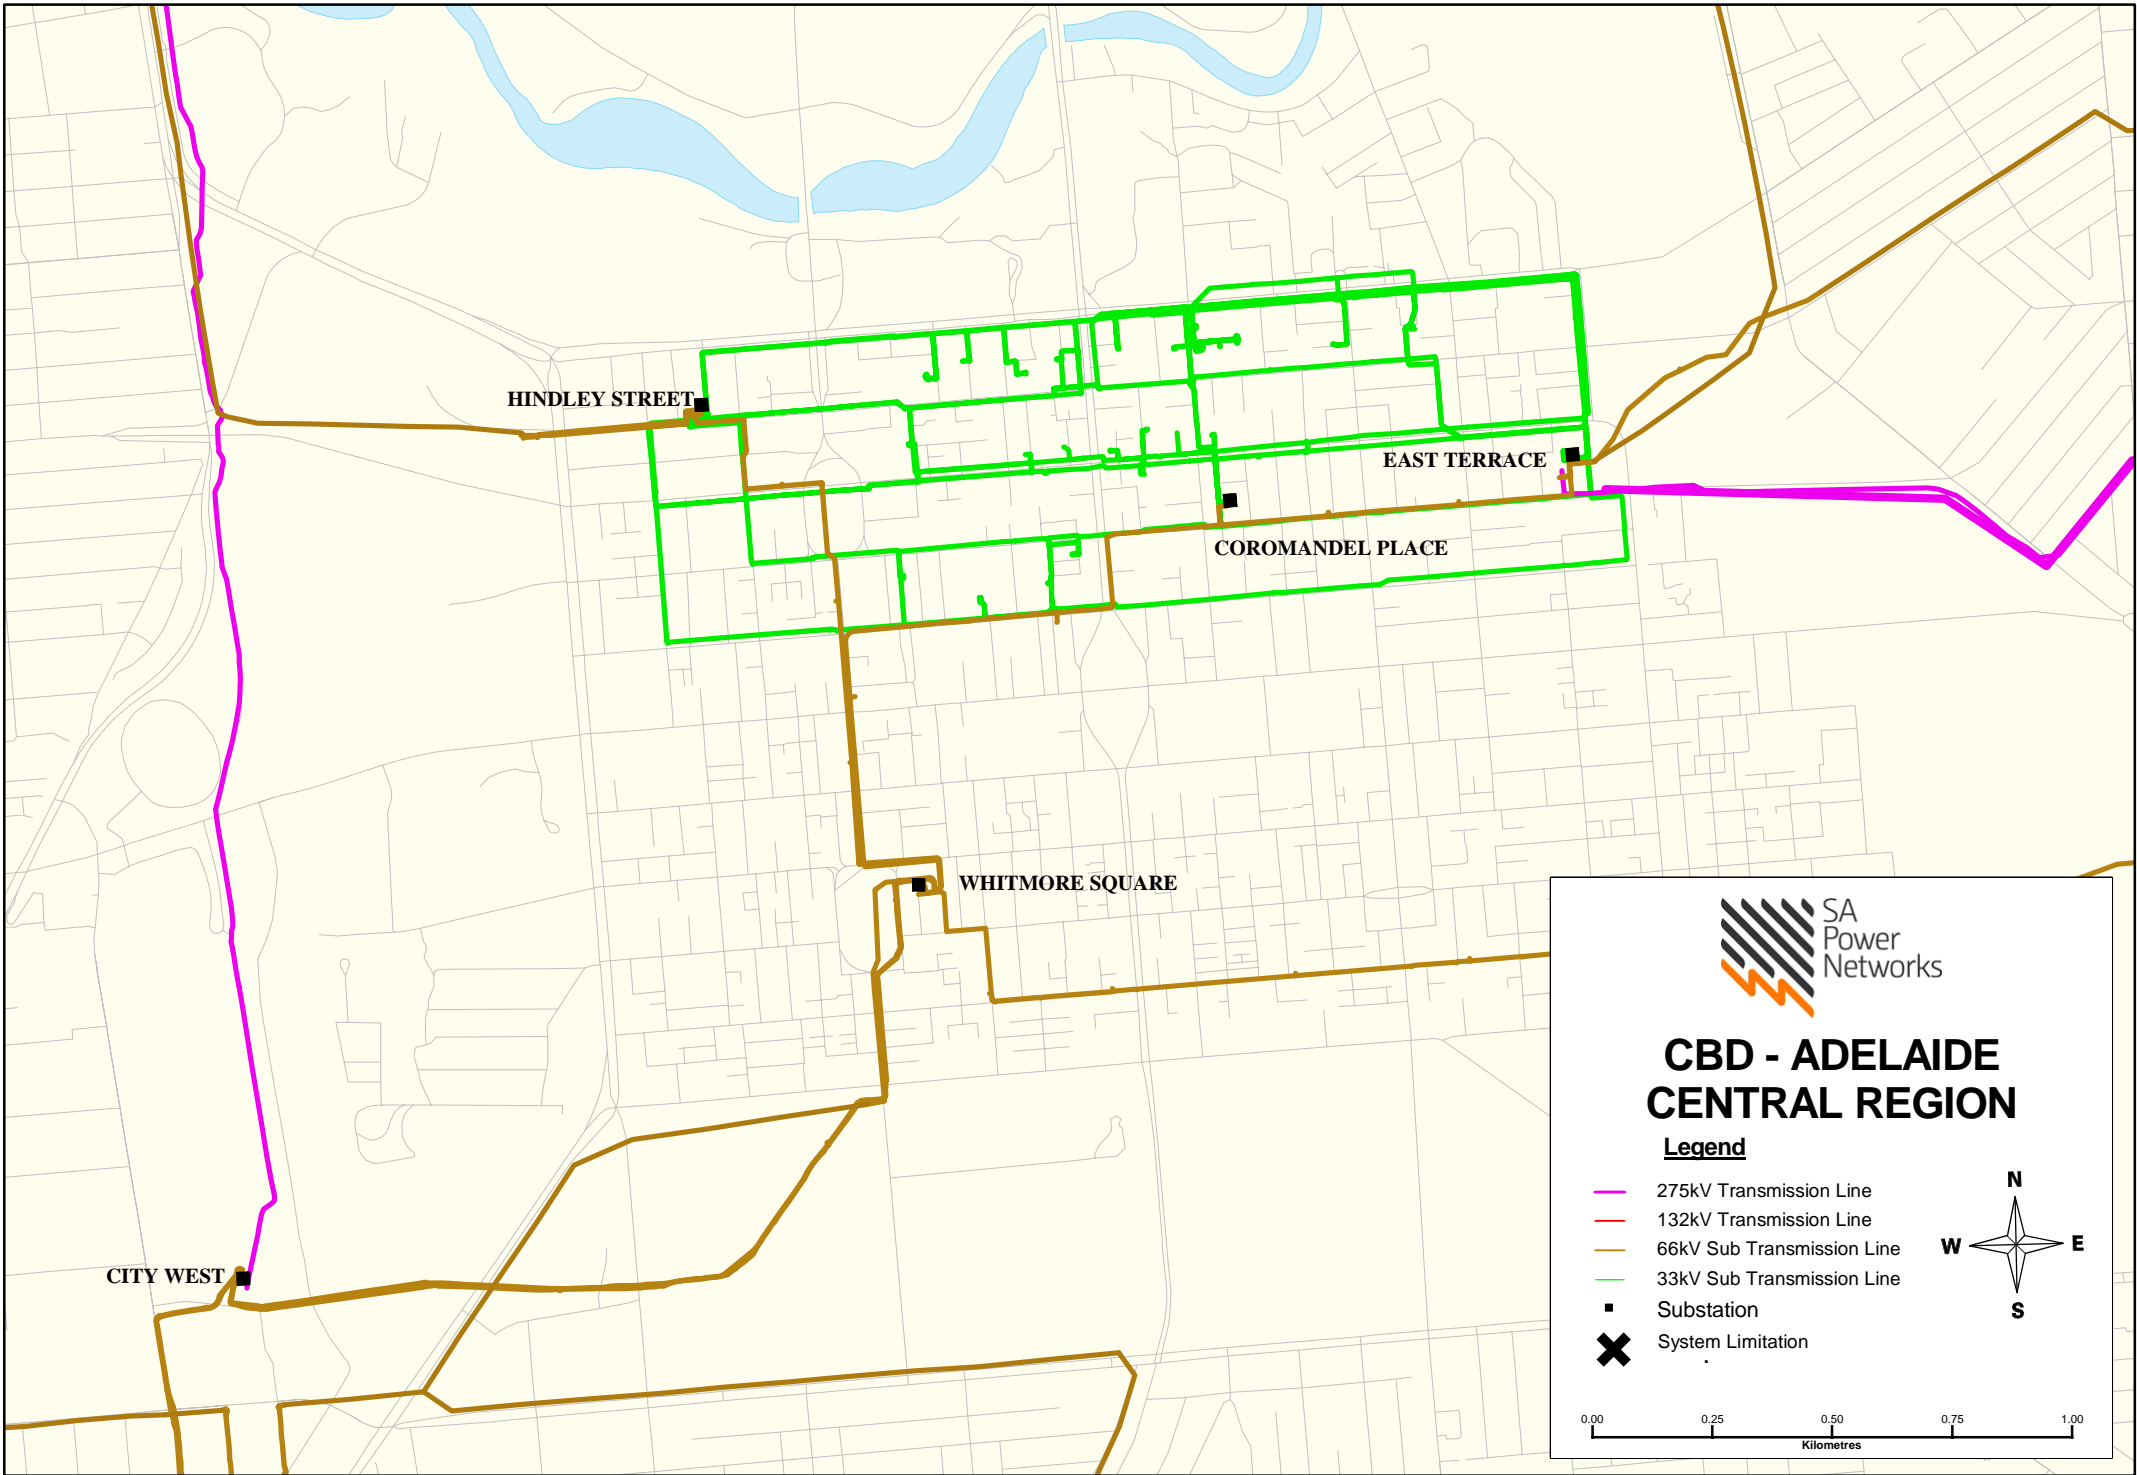 HINDLEY STREET
EAST TERRACE
COROMANDEL PLACE
WHITMORE SQUARE
CITY WEST
SA
Power
Networks
CBD - ADELAIDE
CENTRAL REGION
Legend
275kV Transmission Line
132kV Transmission Line
66kV Sub Transmission Line
33kV Sub Transmission Line
Substation
System Limitation
N
W E
S
0.00 0.25 0.50 0.75 1.00
Kilometres